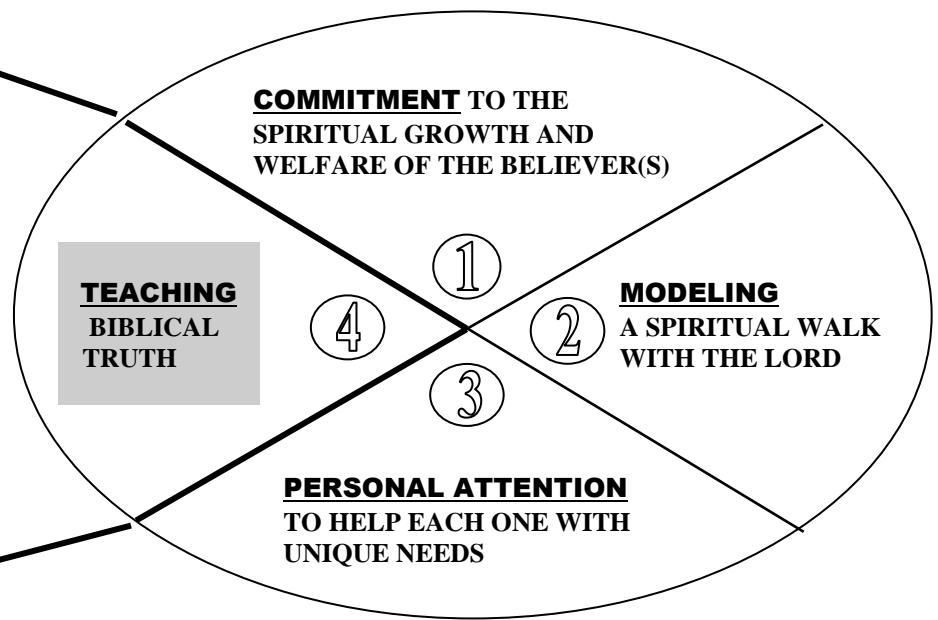 COMMITMENT TO THE
SPIRITUAL GROWTH AND
WELFARE OF THE BELIEVER(S)
1
MODELING
A SPIRITUAL WALK
WITH THE LORD
2
3
PERSONAL ATTENTION
TO HELP EACH ONE WITH
UNIQUE NEEDS
4
TEACHING
BIBLICAL
TRUTH